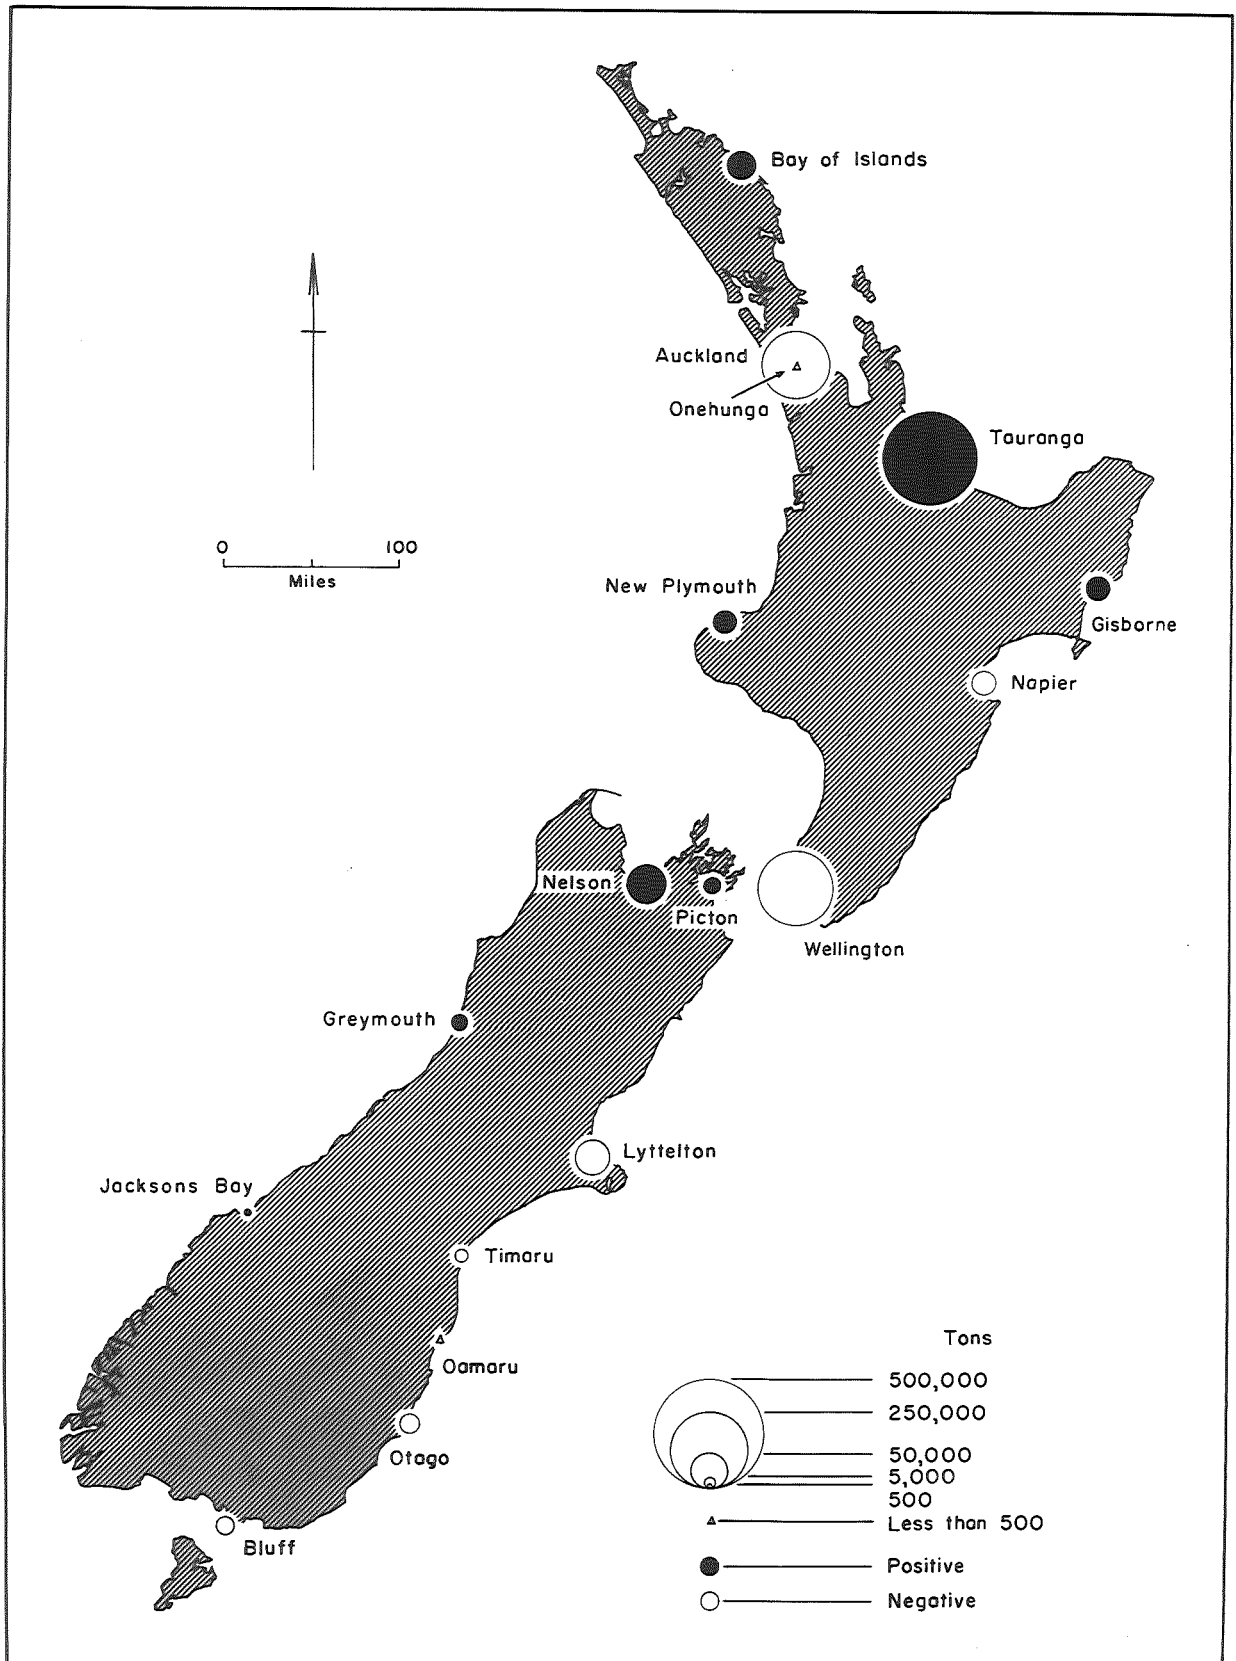 Bay of Islands
Auckland
Onehunga
Tauranga
0 100
Miles
New Plymouth
Gisborne
Napier
Nelson
Picton
Wellington
Greymouth
Lyttelton
Jacksons Bay
Timaru
Oamaru
Otago
Bluff
Tons
500,000
250,000
50,000
5,000
500
Less than 500
Positive
Negative